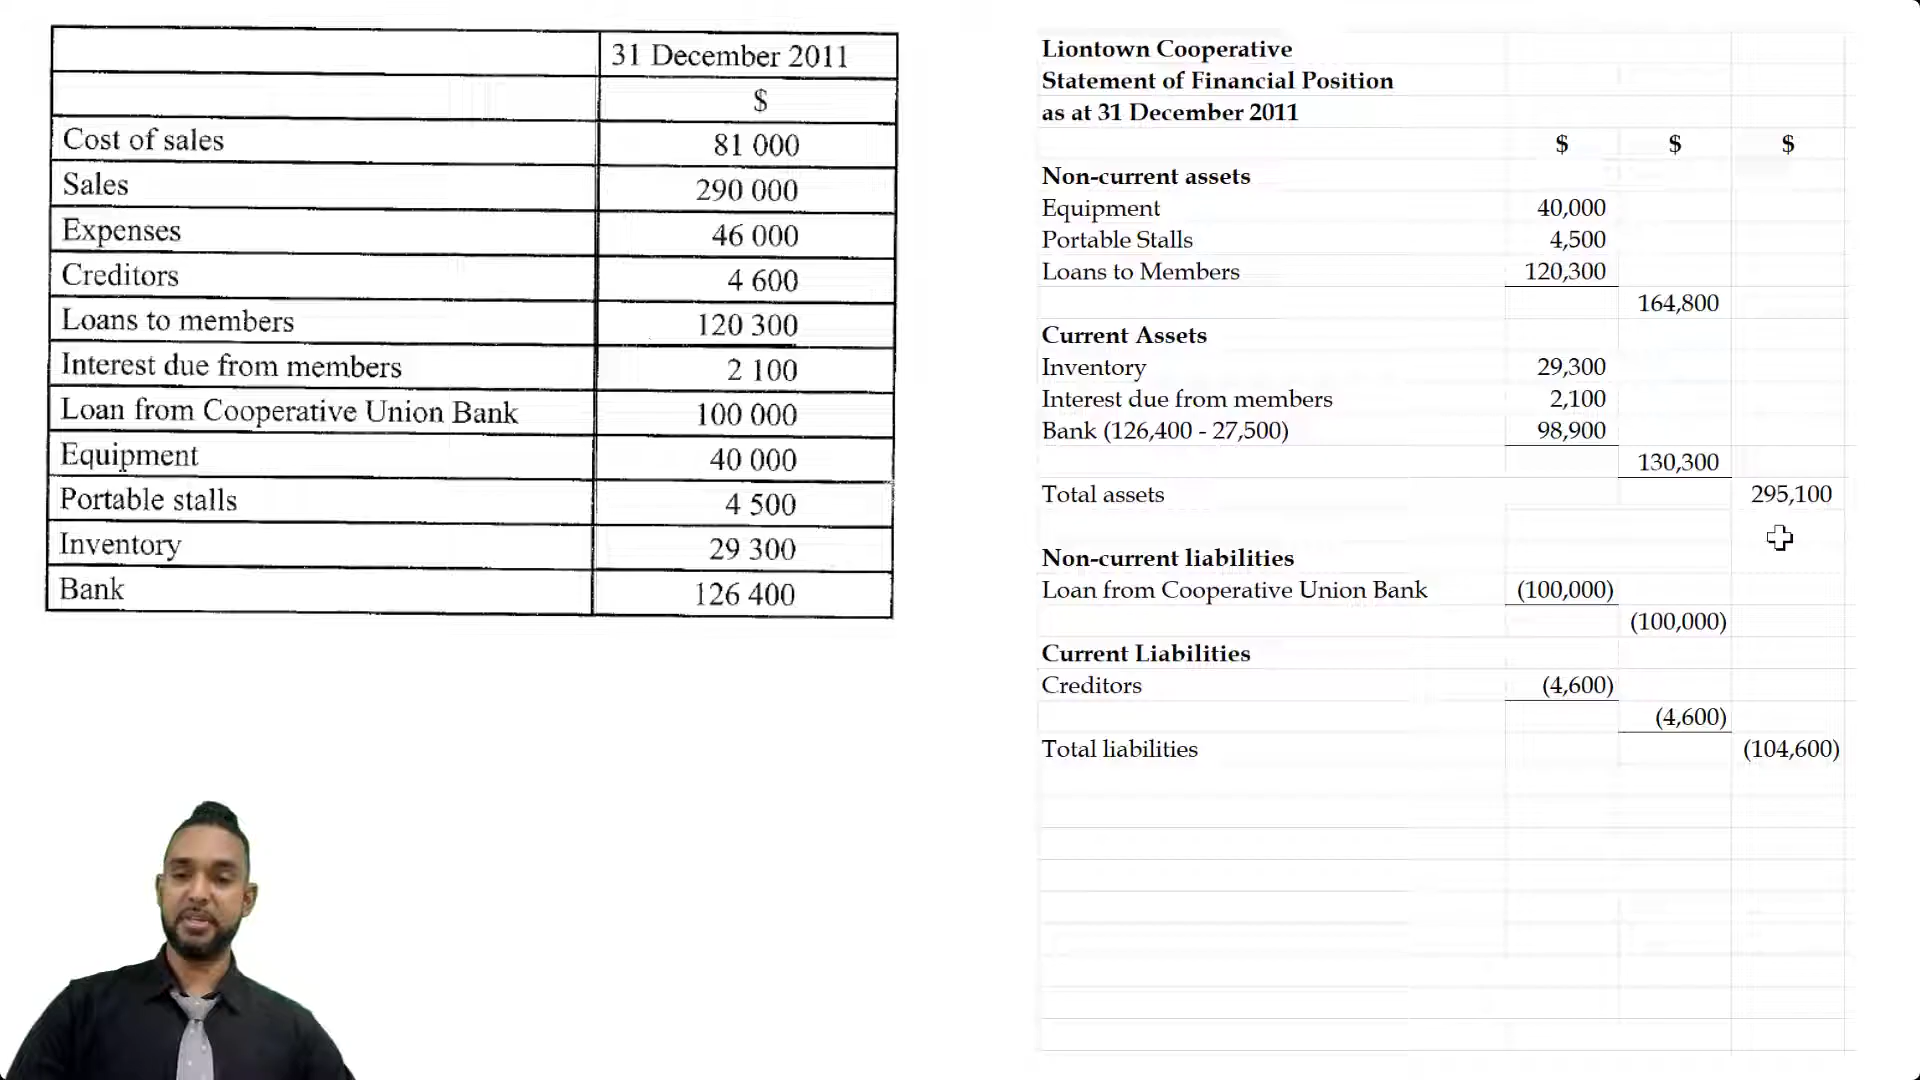 31 December 2011
$
Cost of sales 81 000
Sales 290 000
Expenses 46 000
Creditors 4 600
Loans to members 120 300
Interest due from members 2 100
Loan from Cooperative Union Bank 100 000
Equipment 40 000
Portable stalls 4 500
Inventory 29 300
Bank 126 400
Liontown Cooperative
Statement of Financial Position
as at 31 December 2011
$ $ $
Non-current assets
Equipment 40,000
Portable Stalls 4,500
Loans to Members 120,300
164,800
Current Assets
Inventory 29,300
Interest due from members 2,100
Bank (126,400 - 27,500) 98,900
130,300
Total assets 295,100
Non-current liabilities
Loan from Cooperative Union Bank (100,000)
(100,000)
Current Liabilities
Creditors (4,600)
(4,600)
Total liabilities (104,600)